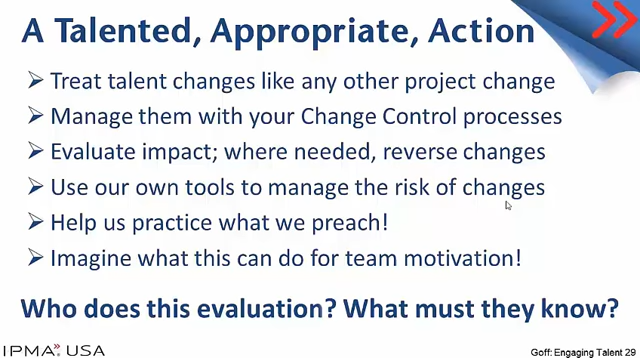 A Talented, Appropriate, Action
Treat talent changes like any other project change
Manage them with your Change Control processes
Evaluate impact; where needed, reverse changes
Use our own tools to manage the risk of changes
Help us practice what we preach!
Imagine what this can do for team motivation!
Who does this evaluation? What must they know?
IPMA USA
Goff: Engaging Talent 29